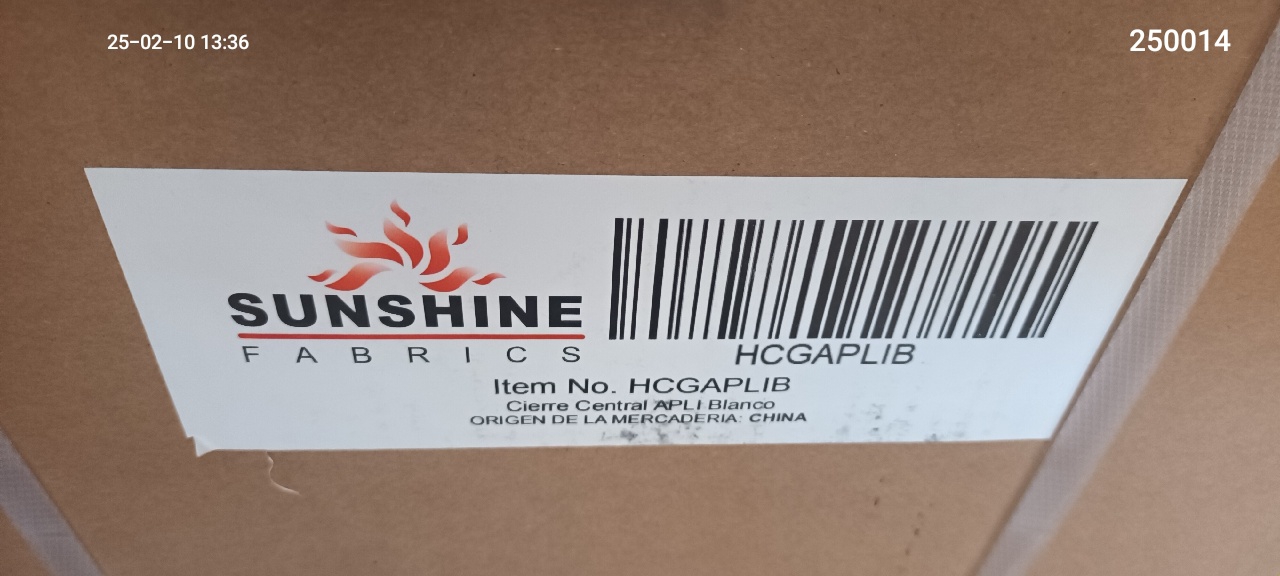 25-02-10 13:36
250014
SUNSHINE
FABRICS
HCGAPLIB
Item No. HCGAPLIB
Cierre Central APLI Blanco
ORIGEN DE LA MERCADERIA: CHINA